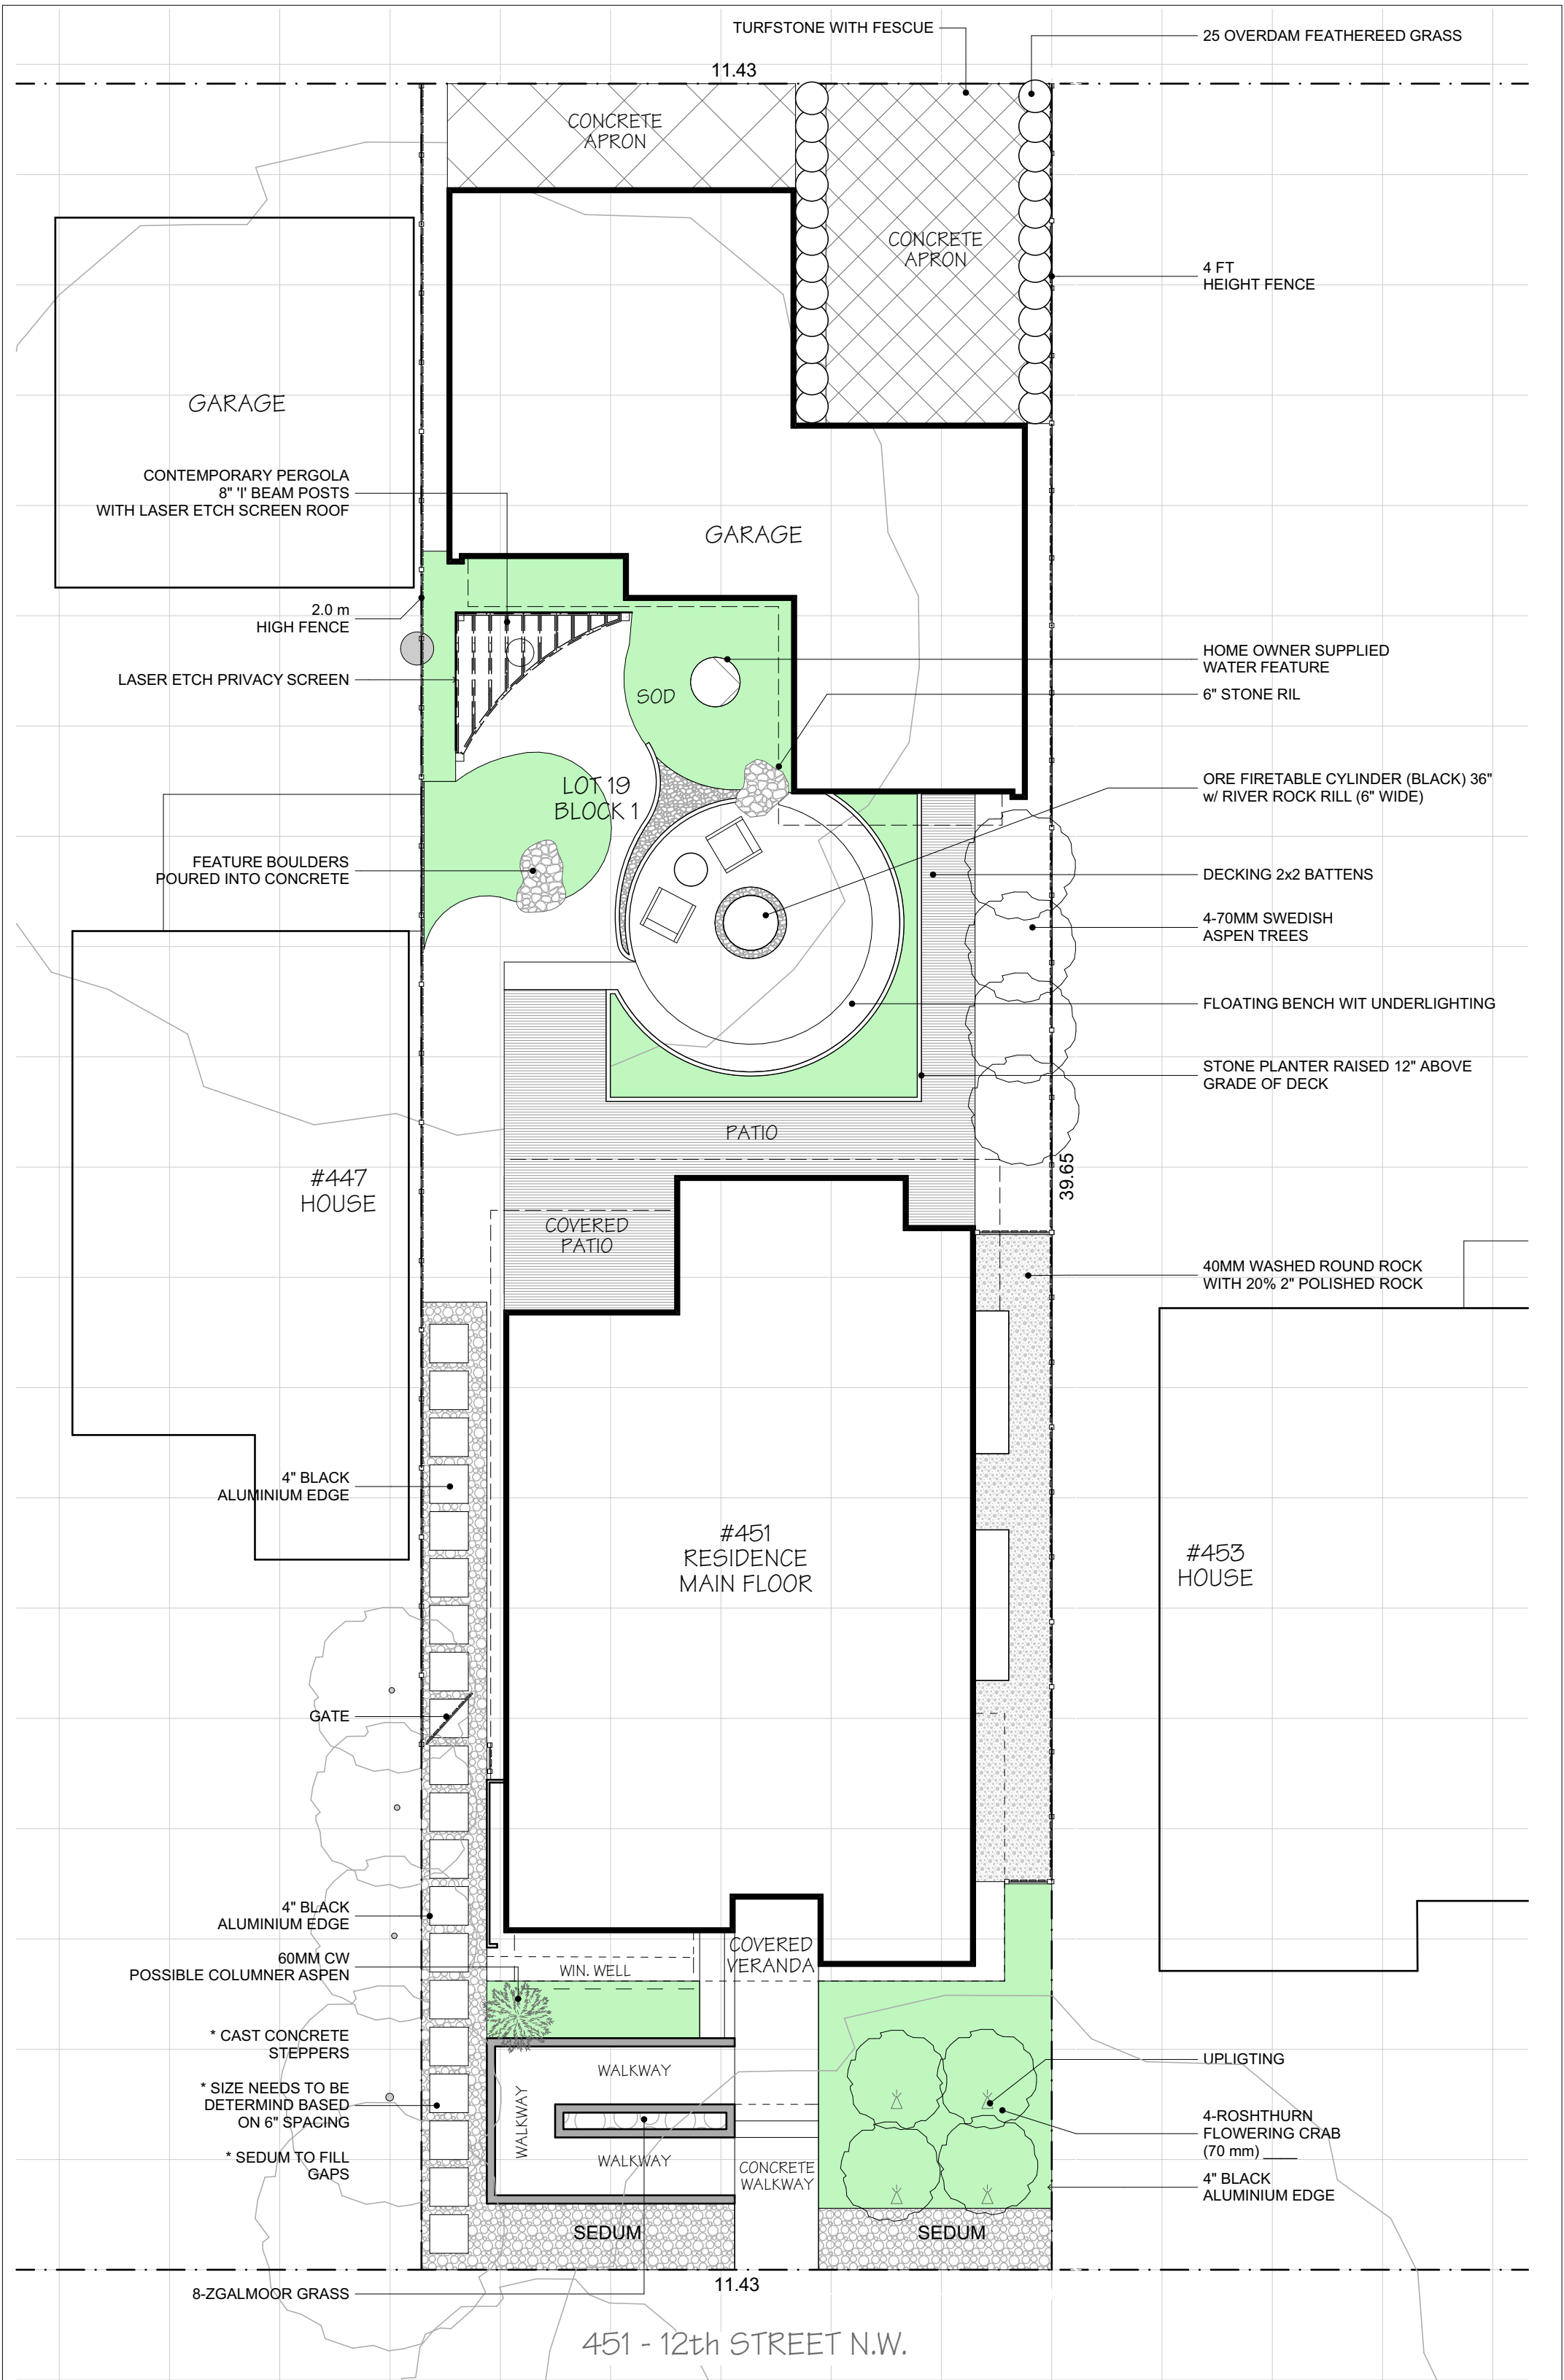 TURFSTONE WITH FESCUE
25 OVERDAM FEATHEREED GRASS
11.43
CONCRETE
APRON
CONCRETE
APRON
4 FT
HEIGHT FENCE
GARAGE
CONTEMPORARY PERGOLA
8" 'I' BEAM POSTS
WITH LASER ETCH SCREEN ROOF
GARAGE
2.0 m
HIGH FENCE
HOME OWNER SUPPLIED
WATER FEATURE
LASER ETCH PRIVACY SCREEN
SOD
6" STONE RIL
LOT 19
BLOCK 1
ORE FIRETABLE CYLINDER (BLACK) 36"
w/ RIVER ROCK RILL (6" WIDE)
FEATURE BOULDERS
POURED INTO CONCRETE
DECKING 2x2 BATTENS
4-70MM SWEDISH
ASPEN TREES
FLOATING BENCH WIT UNDERLIGHTING
STONE PLANTER RAISED 12" ABOVE
GRADE OF DECK
PATIO
39.65
#447
HOUSE
COVERED
PATIO
40MM WASHED ROUND ROCK
WITH 20% 2" POLISHED ROCK
4" BLACK
ALUMINIUM EDGE
#451
RESIDENCE
MAIN FLOOR
#453
HOUSE
GATE
4" BLACK
ALUMINIUM EDGE
COVERED
VERANDA
60MM CW
POSSIBLE COLUMNER ASPEN
WIN. WELL
* CAST CONCRETE
STEPPERS
WALKWAY
UPLIGTING
* SIZE NEEDS TO BE
DETERMIND BASED
ON 6" SPACING
WALKWAY
4-ROSHTHURN
FLOWERING CRAB
(70 mm) ____
* SEDUM TO FILL
GAPS
WALKWAY
CONCRETE
WALKWAY
4" BLACK
ALUMINIUM EDGE
SEDUM
SEDUM
11.43
8-ZGALMOOR GRASS
451 - 12th STREET N.W.